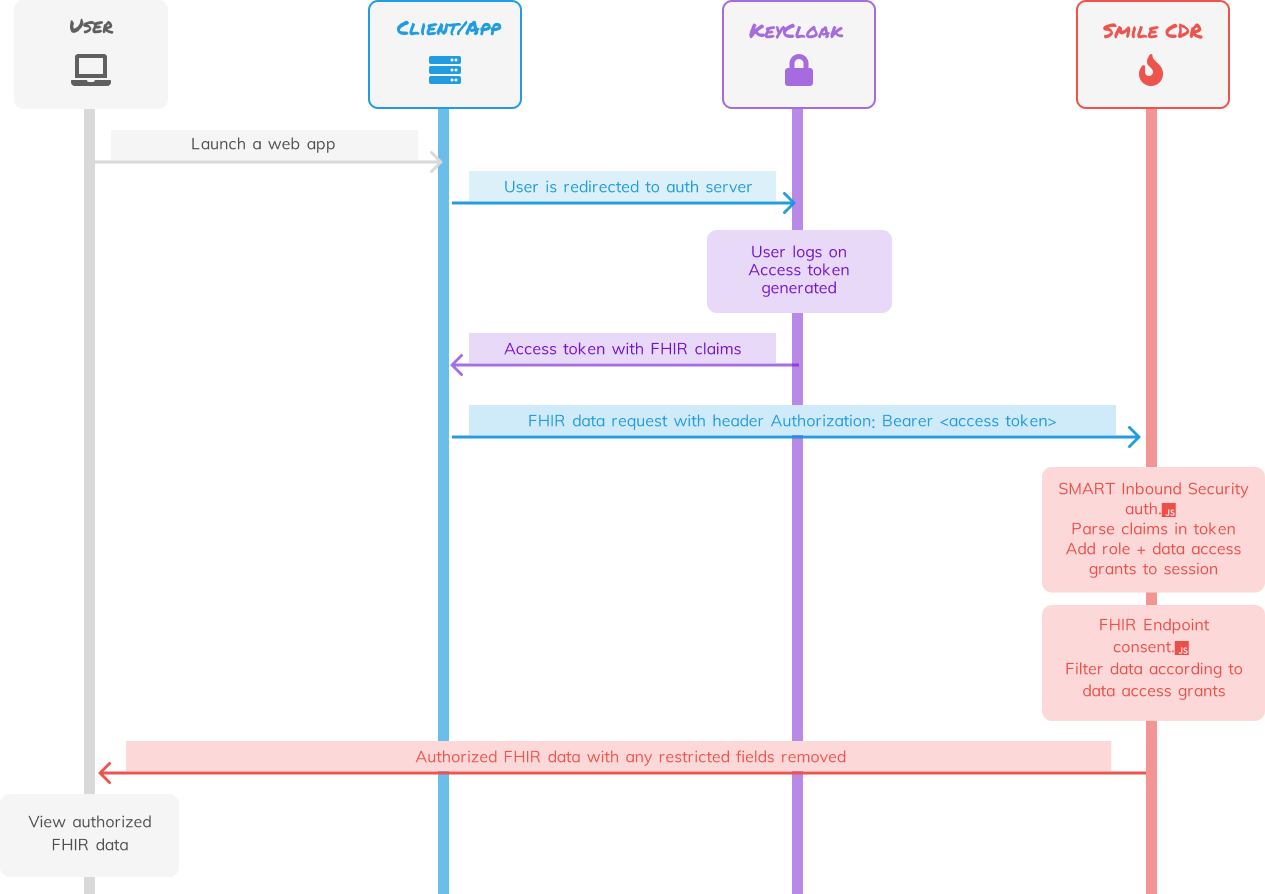 User
Client/App
KeyCloak
Smile CDR
Launch a web app
User is redirected to auth server
User logs on
Access token
generated
Access token with FHIR claims
FHIR data request with header Authorization: Bearer <access token>
SMART Inbound Security
auth.JS
Parse claims in token
Add role + data access
grants to session
FHIR Endpoint
consent.JS
Filter data according to
data access grants
Authorized FHIR data with any restricted fields removed
View authorized
FHIR data